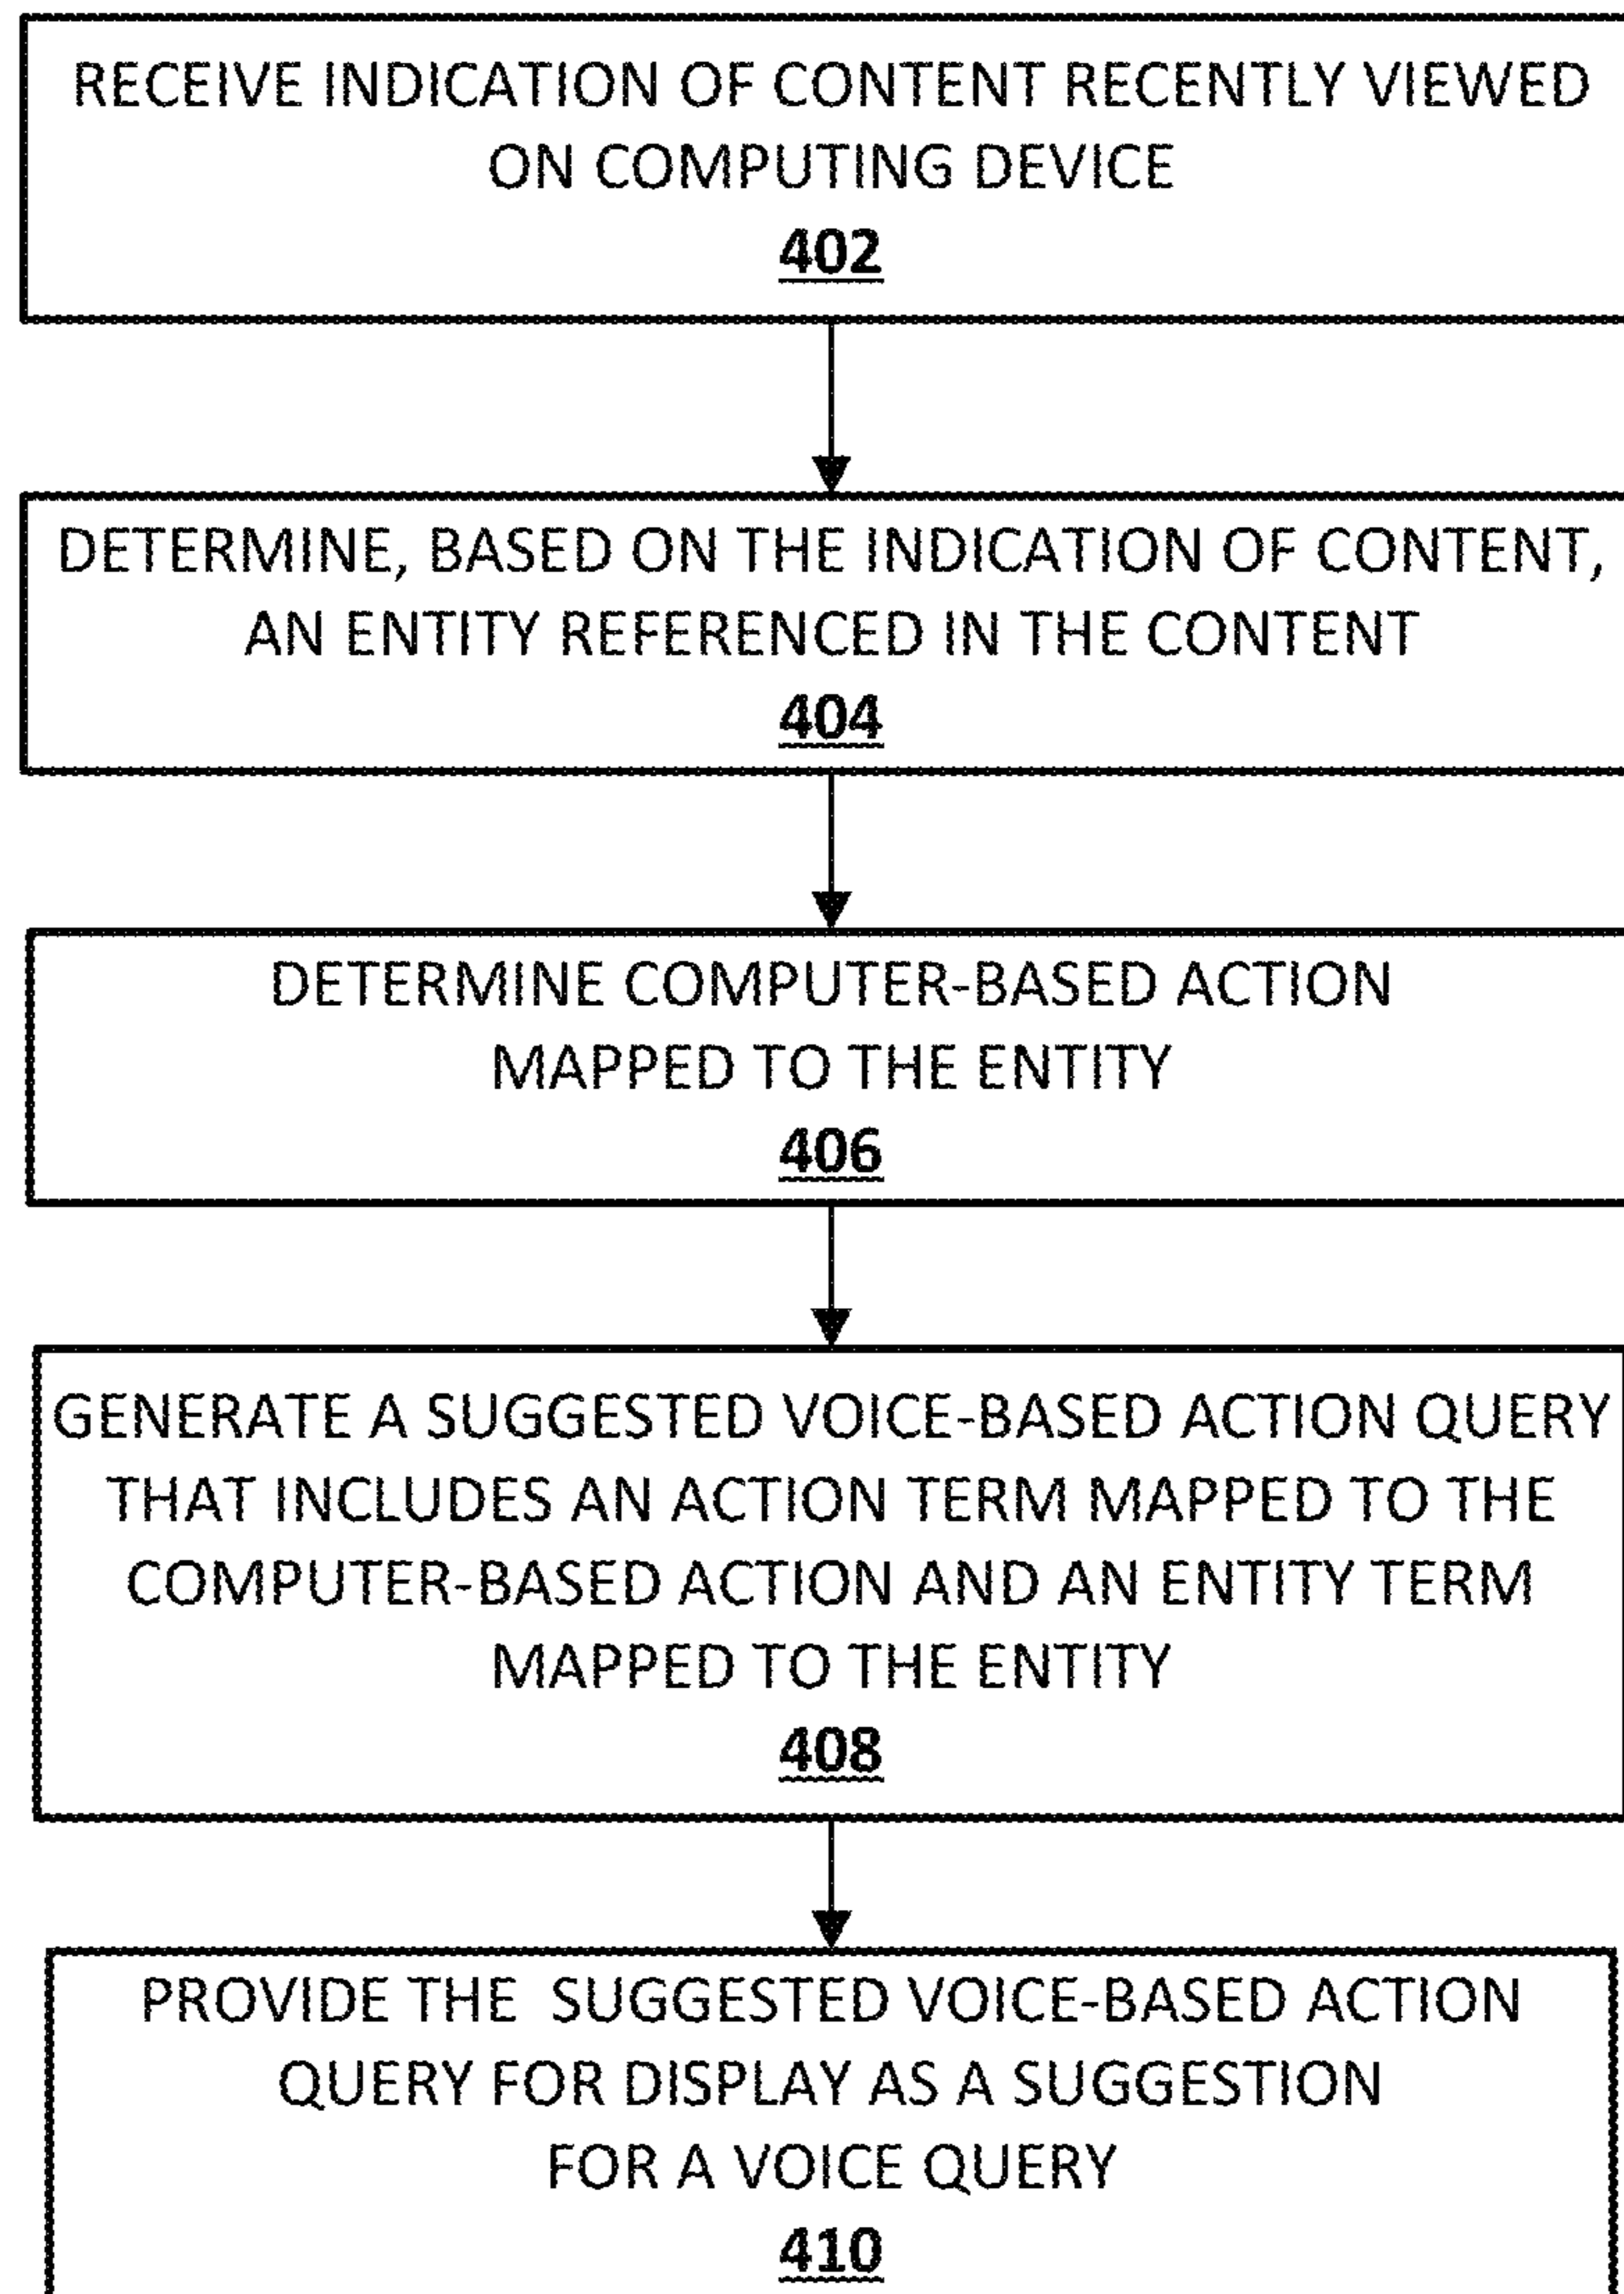 RECEIVE INDICATION OF CONTENT RECENTLY VIEWED
ON COMPUTING DEVICE
402
DETERMINE, BASED ON THE INDICATION OF CONTENT,
AN ENTITY REFERENCED IN THE CONTENT
404
DETERMINE COMPUTER-BASED ACTION
MAPPED TO THE ENTITY
406
GENERATE A SUGGESTED VOICE-BASED ACTION QUERY
THAT INCLUDES AN ACTION TERM MAPPED TO THE
COMPUTER-BASED ACTION AND AN ENTITY TERM
MAPPED TO THE ENTITY
408
PROVIDE THE SUGGESTED VOICE-BASED ACTION
QUERY FOR DISPLAY AS A SUGGESTION
FOR A VOICE QUERY
410